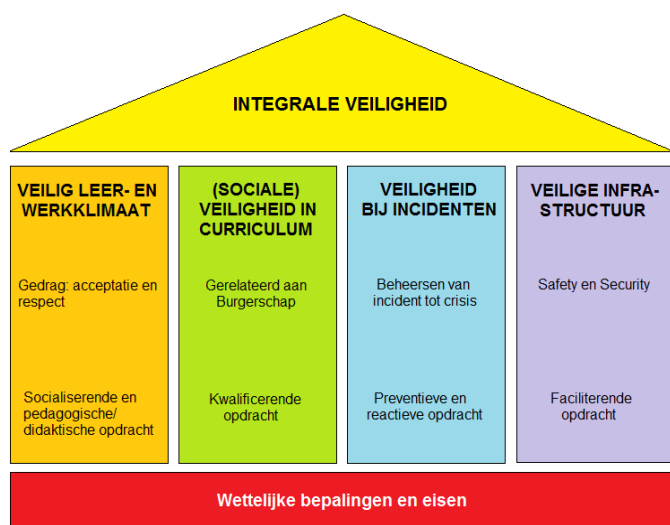 INTEGRALE VEILIGHEID
VEILIG LEER- EN
WERKKLIMAAT
Gedrag: acceptatie en
respect
Socialiserende en
pedagogische/
didaktische opdracht
(SOCIALE)
VEILIGHEID IN
CURRICULUM
Gerelateerd aan
Burgerschap
Kwalificerende
opdracht
VEILIGHEID
BIJ INCIDENTEN
Beheersen van
incident tot crisis
Preventieve en
reactieve opdracht
VEILIGE INFRA-
STRUCTUUR
Safety en Security
Faciliterende
opdracht
Wettelijke bepalingen en eisen